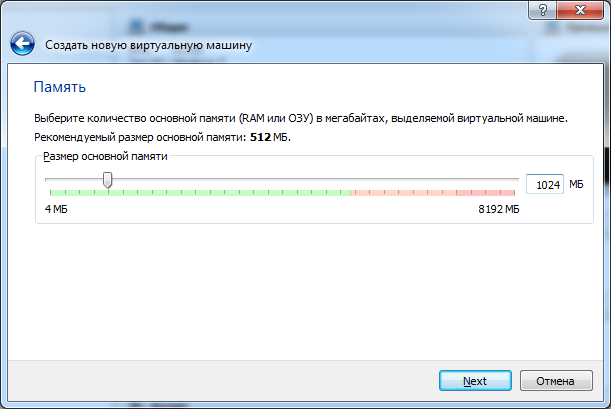 Создать новую виртуальную машину
Память
Выберите количество основной памяти (RAM или ОЗУ) в мегабайтах, выделяемой виртуальной машине.
Рекомендуемый размер основной памяти: 512 МБ.
Размер основной памяти
1024 МБ
4 МБ 8192 МБ
Next Отмена